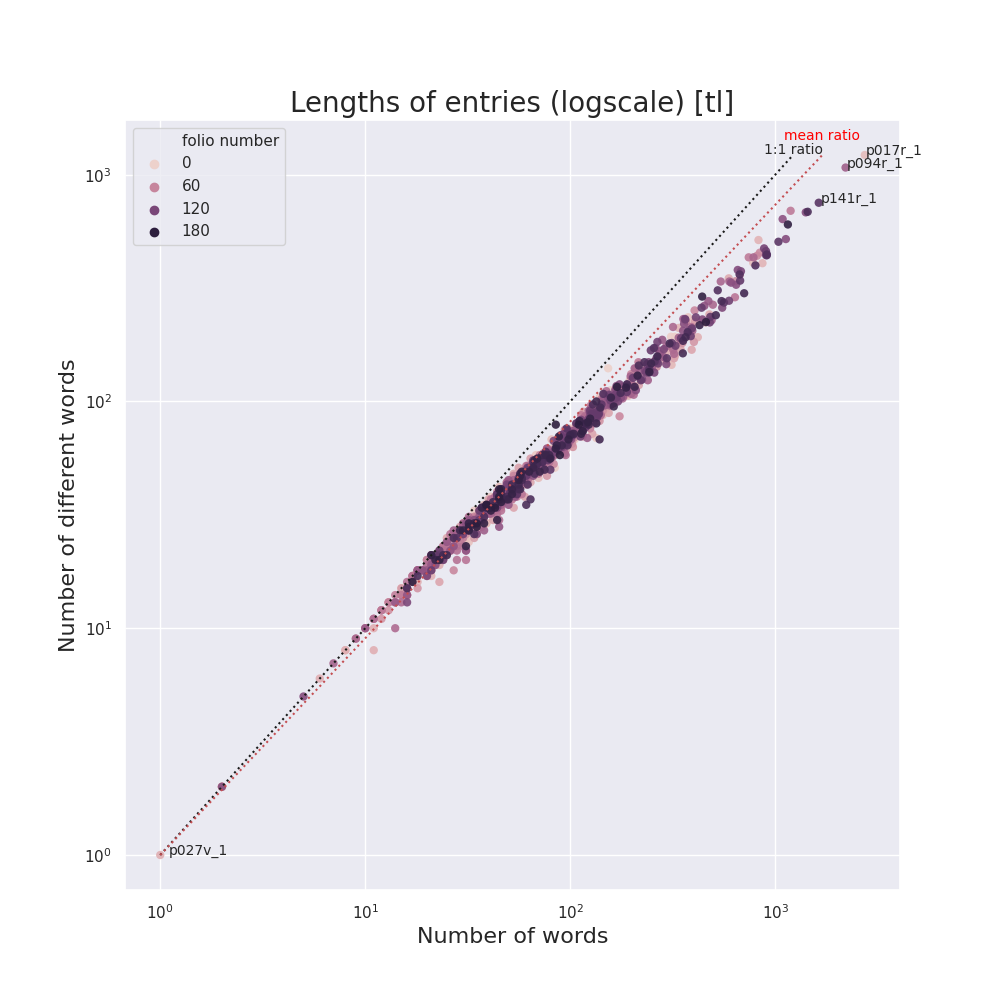 Lengths of entries (logscale) [tl]
folio number
0
60
120
180
mean ratio
1:1 ratio
p017r_1
p094r_1
p141r_1
p027v_1
10³
10²
10¹
10⁰
Number of different words
10⁰
10¹
10²
10³
Number of words